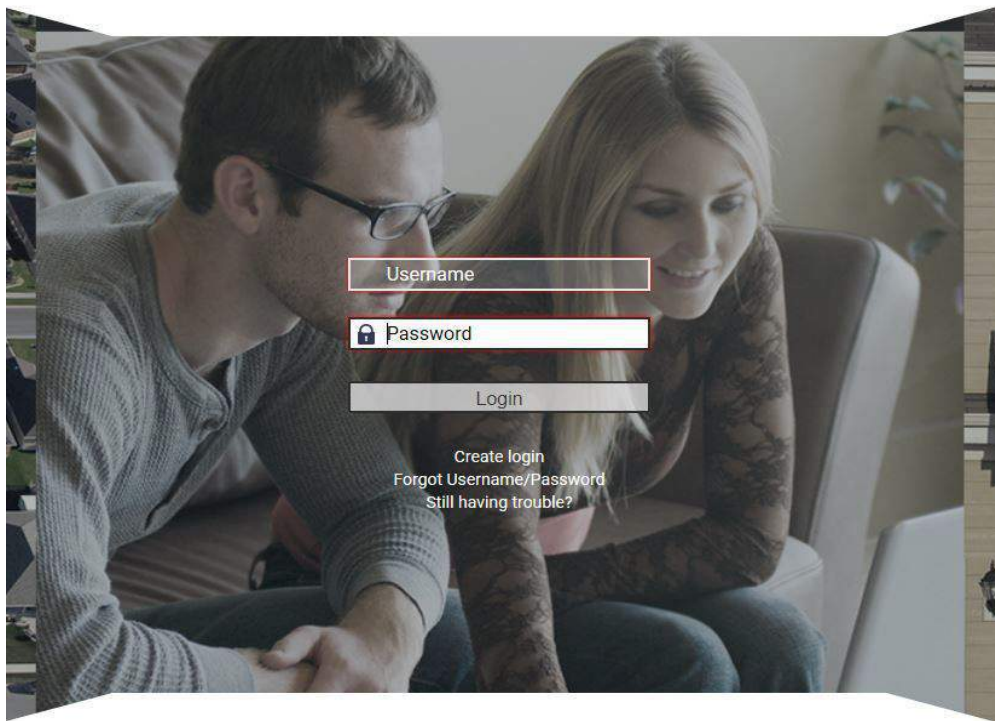 Username
Password
Login
Create login
Forgot Username/Password
Still having trouble?